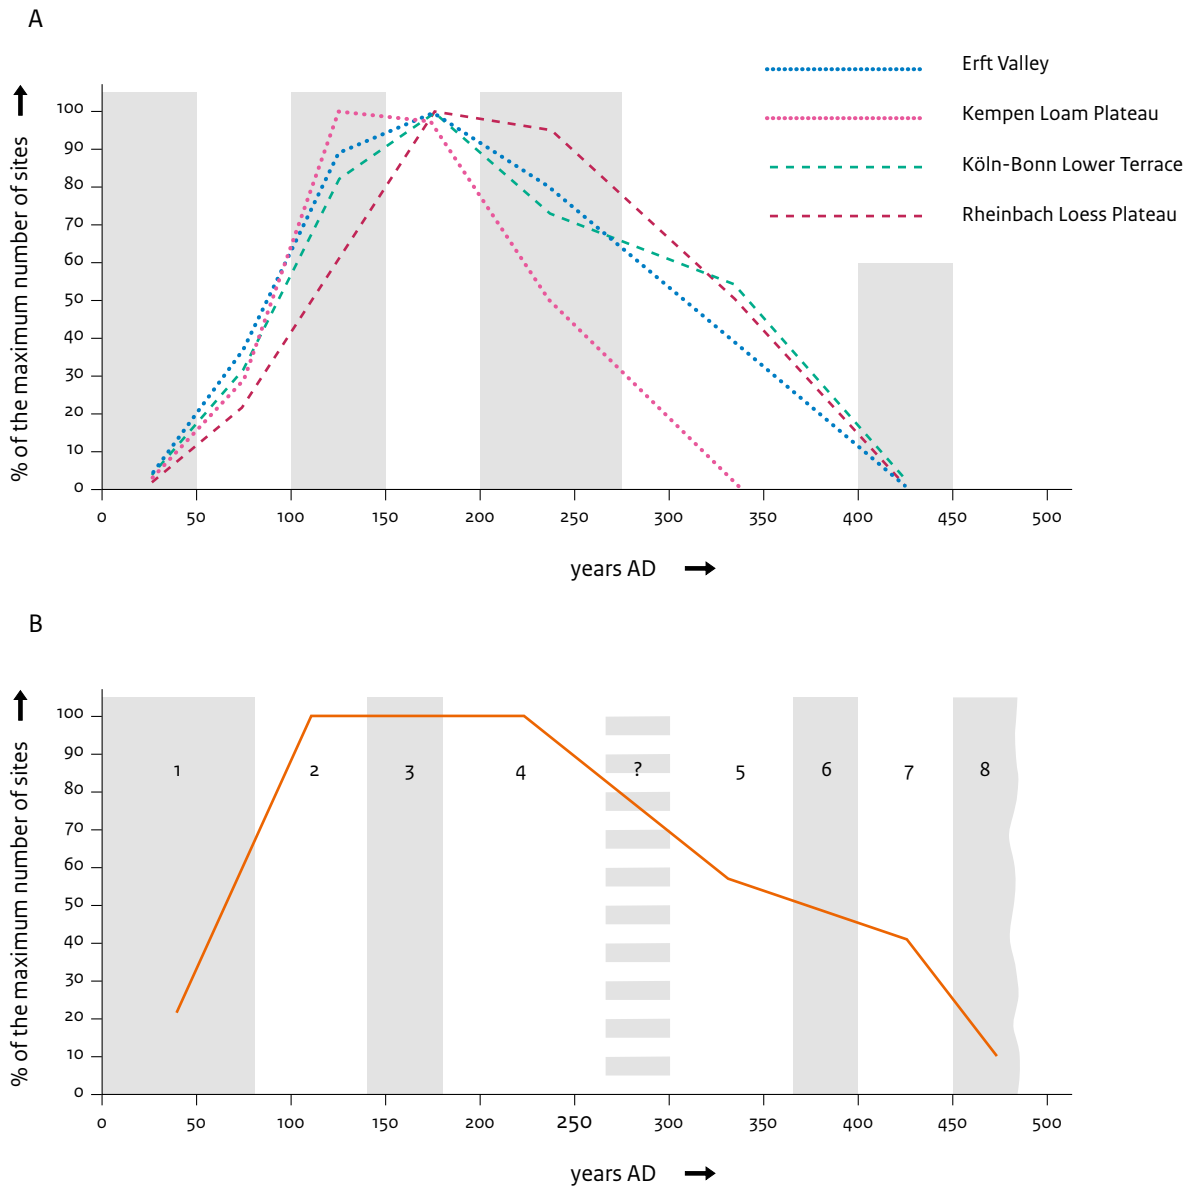 A
Erft Valley
Kempen Loam Plateau
Köln-Bonn Lower Terrace
Rheinbach Loess Plateau
% of the maximum number of sites
100
90
80
70
60
50
40
30
20
10
0
0 50 100 150 200 250 300 350 400 450 500
years AD
B
% of the maximum number of sites
100
90
80
70
60
50
40
30
20
10
0
1 2 3 4 ? 5 6 7 8
0 50 100 150 200 250 300 350 400 450 500
years AD